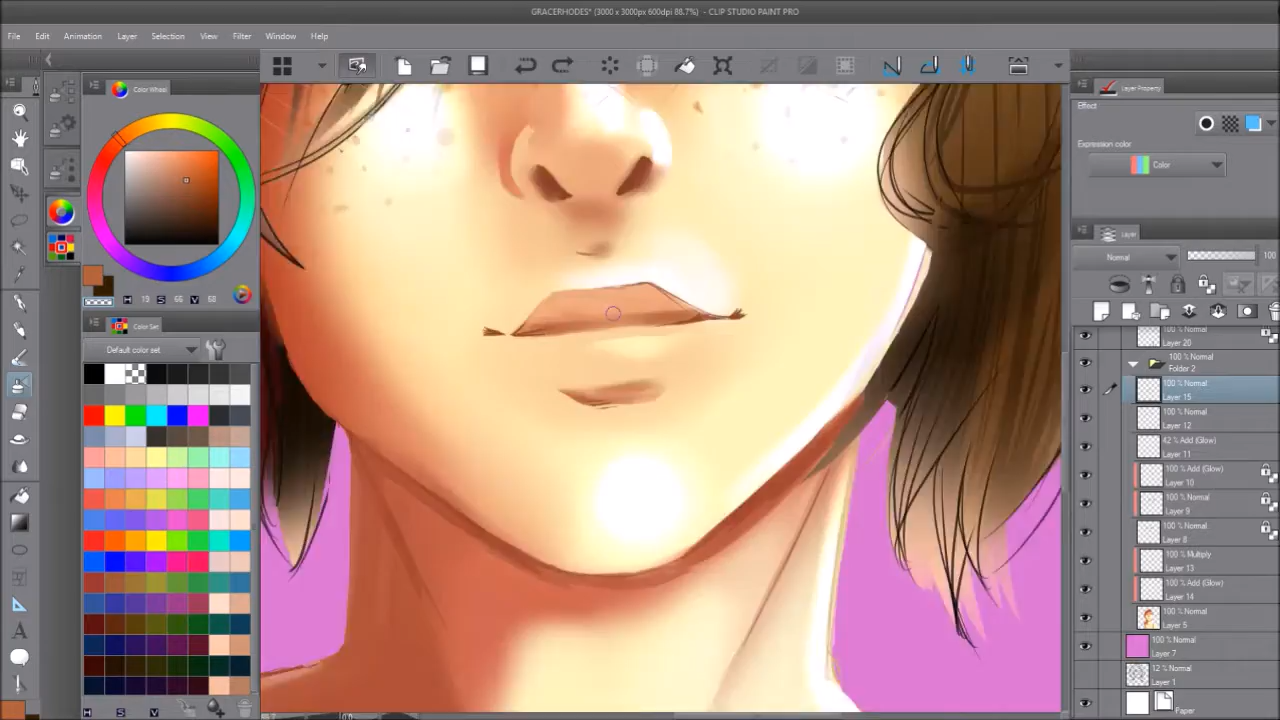 GRACERHODES* (3000 x 3000px 600dpi 88.7%) - CLIP STUDIO PAINT PRO
File Edit Animation Layer Selection View Filter Window Help
Color Wheel
H 19 S 66 V 68
Color Set
Default color set
H S V
Layer Property
Effect
Expression color
Color
Layer
Normal 100
100 % Normal
Layer 20
100 % Normal
Folder 2
100 % Normal
Layer 15
100 % Normal
Layer 12
42 % Add (Glow)
Layer 11
100 % Add (Glow)
Layer 10
100 % Normal
Layer 9
100 % Normal
Layer 8
100 % Multiply
Layer 13
100 % Add (Glow)
Layer 14
100 % Normal
Layer 5
100 % Normal
Layer 7
12 % Normal
Layer 1
Paper